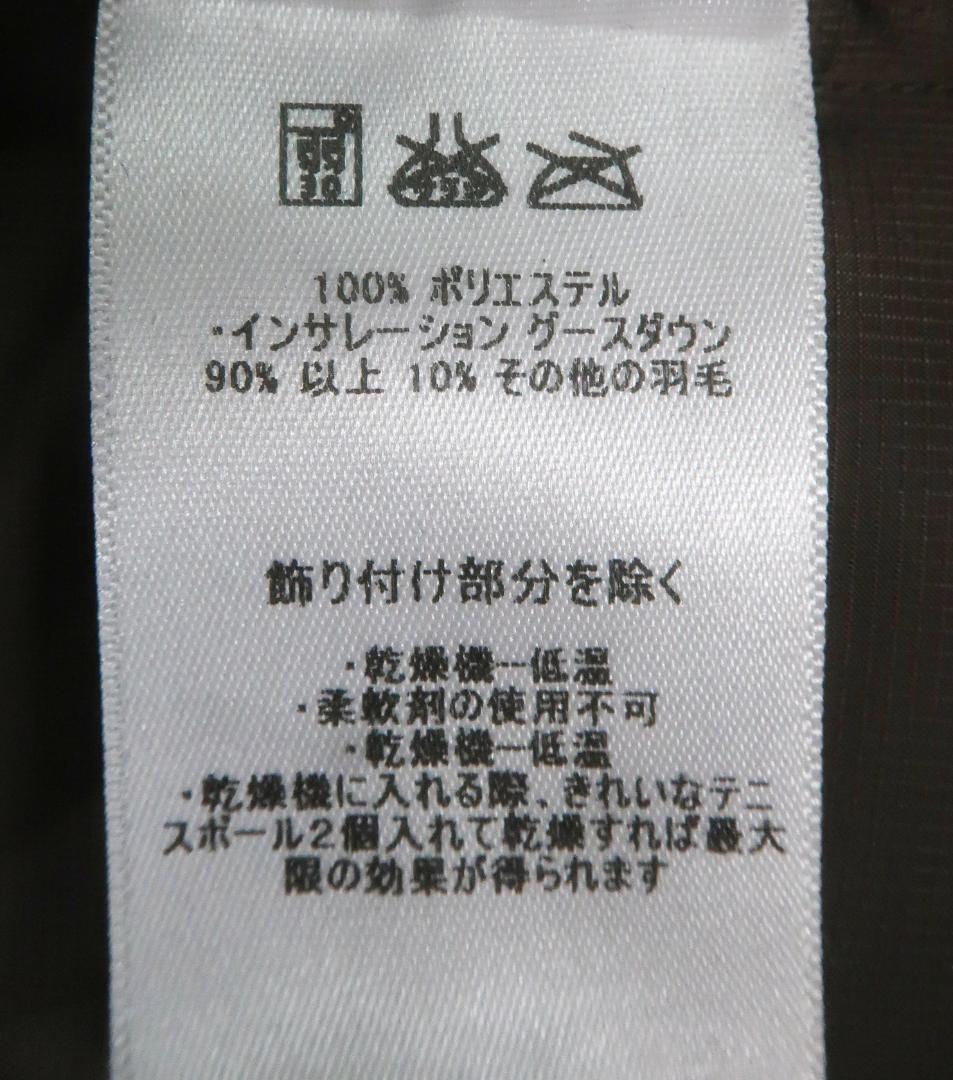 30
100% ポリエステル
・インサレーション グースダウン
90% 以上 10% その他の羽毛
飾り付け部分を除く
・乾燥機ー低温
・柔軟剤の使用不可
・乾燥機ー低温
・乾燥機に入れる際、きれいなテニ
スボール2個入れて乾燥すれば最大
限の効果が得られます